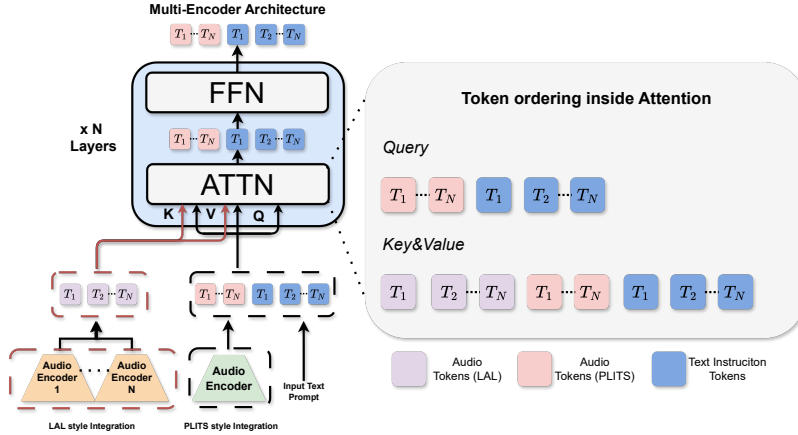 Multi-Encoder Architecture
T1 ··· TN T1 T2 ··· TN
FFN
x N
Layers
T1 ··· TN T1 T2 ··· TN
ATTN
K V Q
T1 T2 ··· TN
T1 ··· TN T1 T2 ··· TN
Audio
Encoder
1
. . . .
Audio
Encoder
N
Audio
Encoder
Input Text
Prompt
LAL style Integration
PLITS style Integration
Token ordering inside Attention
Query
T1 ······ TN T1 T2 ······ TN
Key&Value
T1 T2 ······ TN T1 ······ TN T1 T2 ······ TN
Audio
Tokens (LAL)
Audio
Tokens (PLITS)
Text Instruciton
Tokens